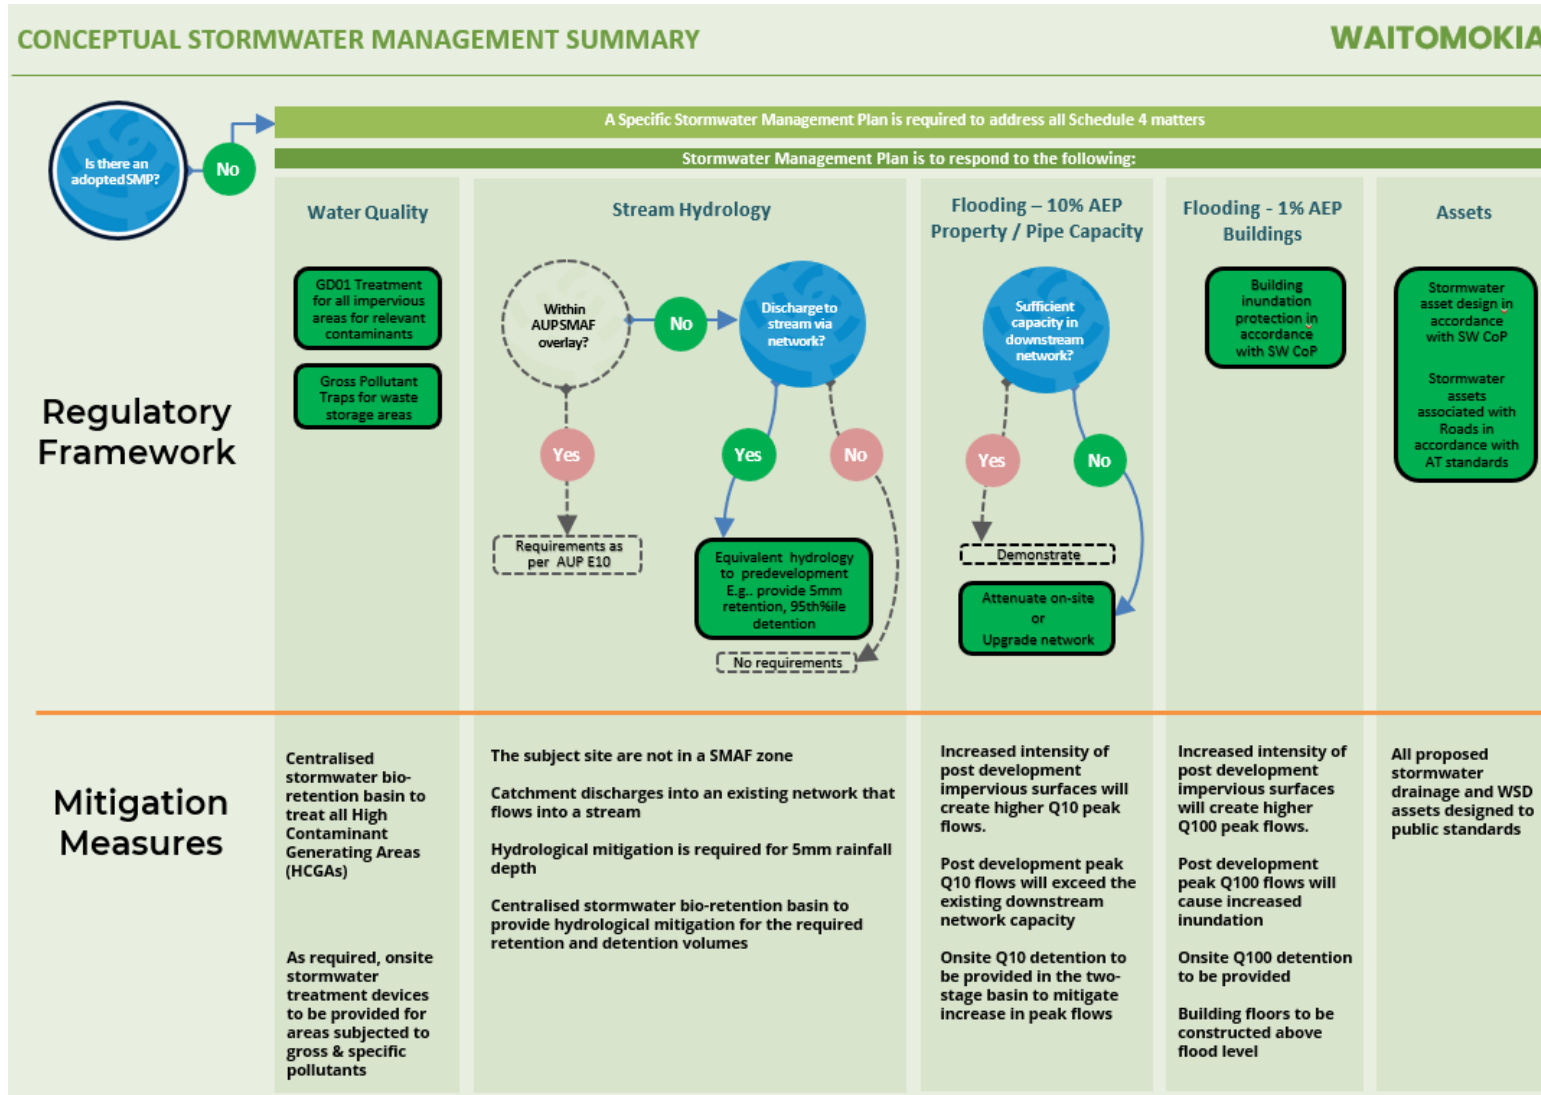 CONCEPTUAL STORMWATER MANAGEMENT SUMMARY
WAITOMOKIA
Is there an
adopted SMP?
No
A Specific Stormwater Management Plan is required to address all Schedule 4 matters
Stormwater Management Plan is to respond to the following:
Regulatory
Framework
Water Quality
GD01 Treatment
for all impervious
areas for relevant
contaminants
Gross Pollutant
Traps for waste
storage areas
Stream Hydrology
Within
AUP SMAF
overlay?
No
Discharge to
stream via
network?
Yes
Yes
No
Requirements as
per AUP E10
Equivalent hydrology
to predevelopment
E.g.. provide 5mm
retention, 95th%ile
detention
No requirements
Flooding – 10% AEP
Property / Pipe Capacity
Sufficient
capacity in
downstream
network?
Yes
No
Demonstrate
Attenuate on-site
or
Upgrade network
Flooding - 1% AEP
Buildings
Building
inundation
protection in
accordance
with SW CoP
Assets
Stormwater
asset design in
accordance
with SW CoP
Stormwater
assets
associated with
Roads in
accordance with
AT standards
Mitigation
Measures
Centralised
stormwater bio-
retention basin to
treat all High
Contaminant
Generating Areas
(HCGAs)
As required, onsite
stormwater
treatment devices
to be provided for
areas subjected to
gross & specific
pollutants
The subject site are not in a SMAF zone
Catchment discharges into an existing network that
flows into a stream
Hydrological mitigation is required for 5mm rainfall
depth
Centralised stormwater bio-retention basin to
provide hydrological mitigation for the required
retention and detention volumes
Increased intensity of
post development
impervious surfaces will
create higher Q10 peak
flows.
Post development peak
Q10 flows will exceed the
existing downstream
network capacity
Onsite Q10 detention to
be provided in the two-
stage basin to mitigate
increase in peak flows
Increased intensity of
post development
impervious surfaces
will create higher
Q100 peak flows.
Post development
peak Q100 flows will
cause increased
inundation
Onsite Q100 detention
to be provided
Building floors to be
constructed above
flood level
All proposed
stormwater
drainage and WSD
assets designed to
public standards